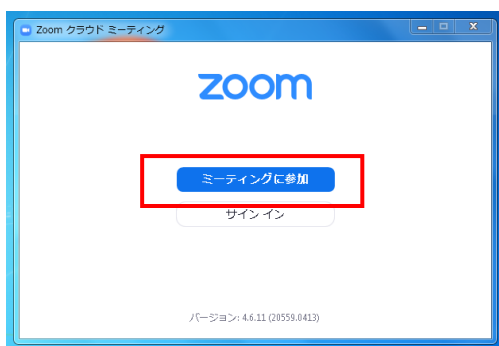 Zoom クラウド ミーティング
zoom
ミーティングに参加
サイン イン
バージョン: 4.6.11 (20559.0413)